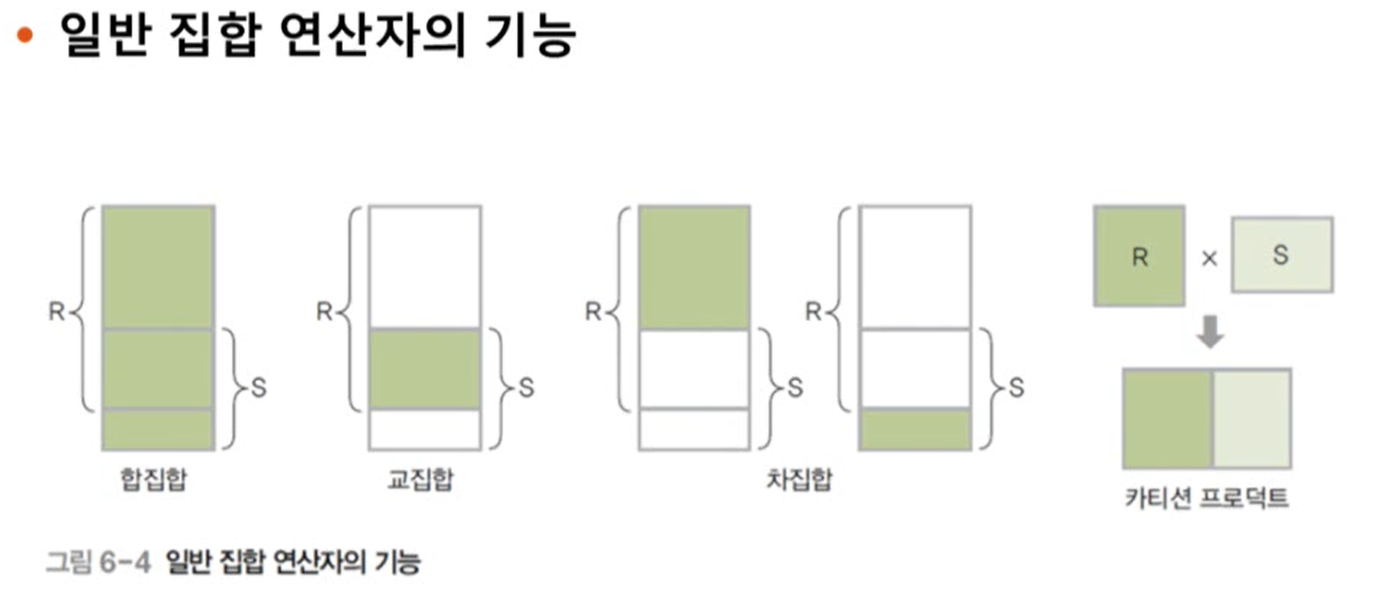 • 일반 집합 연산자의 기능
R S
합집합
R S
교집합
R S R S
차집합
R × S
카티션 프로덕트
그림 6-4 일반 집합 연산자의 기능